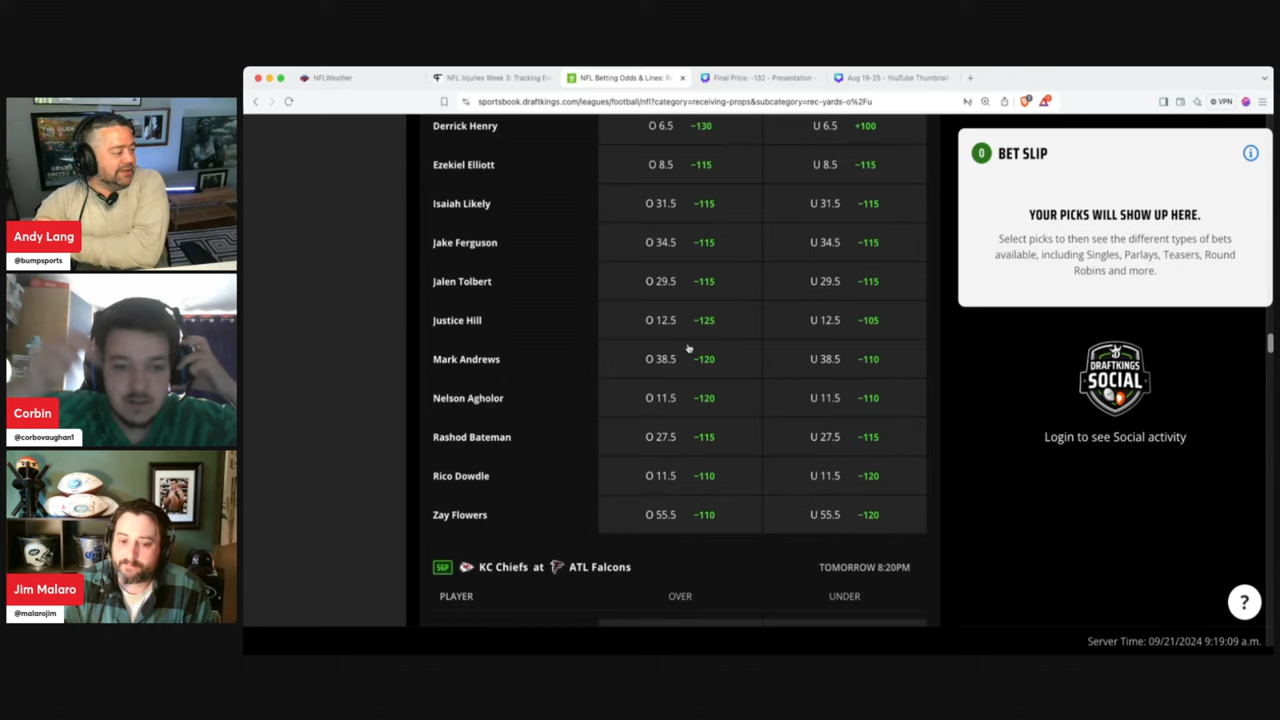 NFLWeather
NFL Injuries Week 3: Tracking Ev
NFL Betting Odds & Lines: R
Final Price: -132 - Presentation -
Aug 19-25 - YouTube Thumbnail
sportsbook.draftkings.com/leagues/football/nfl?category=receiving-props&subcategory=rec-yards-o%2Fu
VPN
Derrick Henry O 6.5 −130 U 6.5 +100
Ezekiel Elliott O 8.5 −115 U 8.5 −115
Isaiah Likely O 31.5 −115 U 31.5 −115
Jake Ferguson O 34.5 −115 U 34.5 −115
Jalen Tolbert O 29.5 −115 U 29.5 −115
Justice Hill O 12.5 −125 U 12.5 −105
Mark Andrews O 38.5 −120 U 38.5 −110
Nelson Agholor O 11.5 −120 U 11.5 −110
Rashod Bateman O 27.5 −115 U 27.5 −115
Rico Dowdle O 11.5 −110 U 11.5 −120
Zay Flowers O 55.5 −110 U 55.5 −120
SGP KC Chiefs at ATL Falcons TOMORROW 8:20PM
PLAYER OVER UNDER
0 BET SLIP
YOUR PICKS WILL SHOW UP HERE.
Select picks to then see the different types of bets
available, including Singles, Parlays, Teasers, Round
Robins and more.
DRAFTKINGS
SOCIAL
Login to see Social activity
?
Server Time: 09/21/2024 9:19:09 a.m.
Andy Lang
@bumpsports
Corbin
@corbovaughan1
Jim Malaro
@malarojim